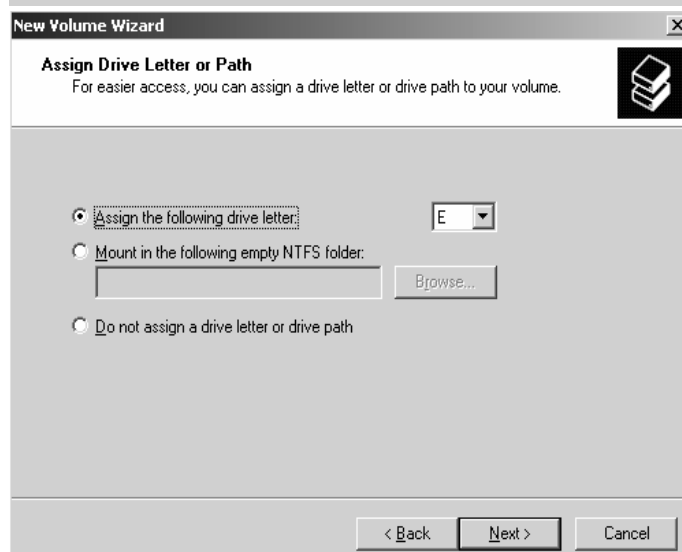 New Volume Wizard
Assign Drive Letter or Path
For easier access, you can assign a drive letter or drive path to your volume.
Assign the following drive letter: E
Mount in the following empty NTFS folder:
Browse...
Do not assign a drive letter or drive path
< Back Next > Cancel